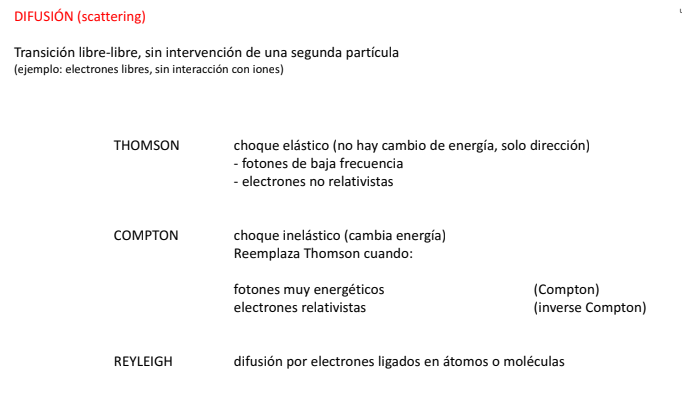 DIFUSIÓN (scattering)
Transición libre-libre, sin intervención de una segunda partícula
(ejemplo: electrones libres, sin interacción con iones)
THOMSON choque elástico (no hay cambio de energía, solo dirección)
- fotones de baja frecuencia
- electrones no relativistas
COMPTON choque inelástico (cambia energía)
Reemplaza Thomson cuando:
fotones muy energéticos (Compton)
electrones relativistas (inverse Compton)
REYLEIGH difusión por electrones ligados en átomos o moléculas